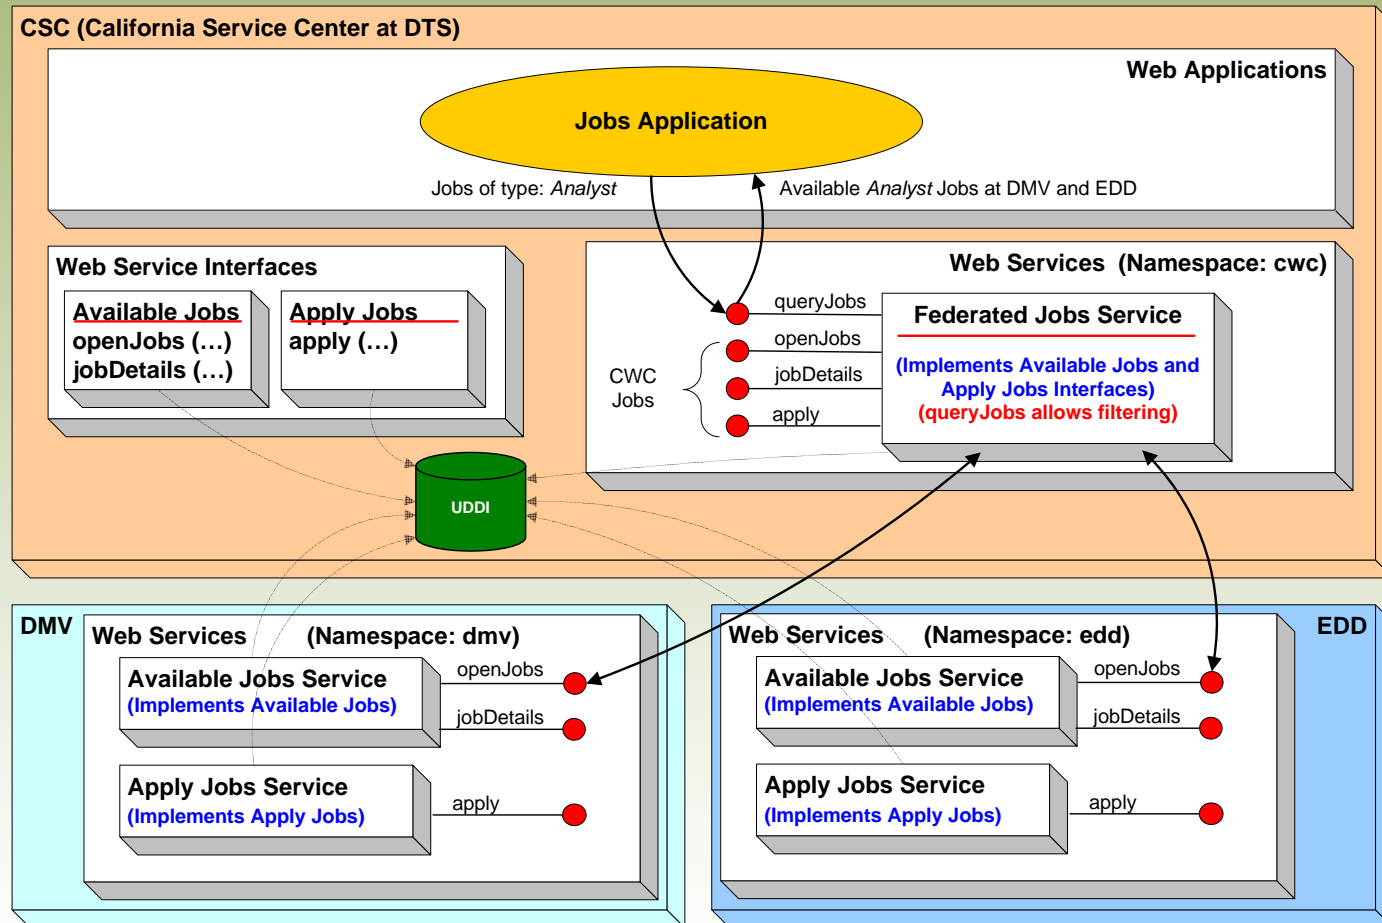 CSC (California Service Center at DTS)
Web Applications
Jobs Application
Jobs of type: Analyst
Available Analyst Jobs at DMV and EDD
Web Service Interfaces
Available Jobs
openJobs (…)
jobDetails (…)
Apply Jobs
apply (…)
Web Services (Namespace: cwc)
queryJobs
openJobs
jobDetails
apply
CWC
Jobs
Federated Jobs Service
(Implements Available Jobs and
Apply Jobs Interfaces)
(queryJobs allows filtering)
UDDI
DMV
Web Services (Namespace: dmv)
Available Jobs Service
(Implements Available Jobs)
openJobs
jobDetails
Apply Jobs Service
(Implements Apply Jobs)
apply
EDD
Web Services (Namespace: edd)
Available Jobs Service
(Implements Available Jobs)
openJobs
jobDetails
Apply Jobs Service
(Implements Apply Jobs)
apply